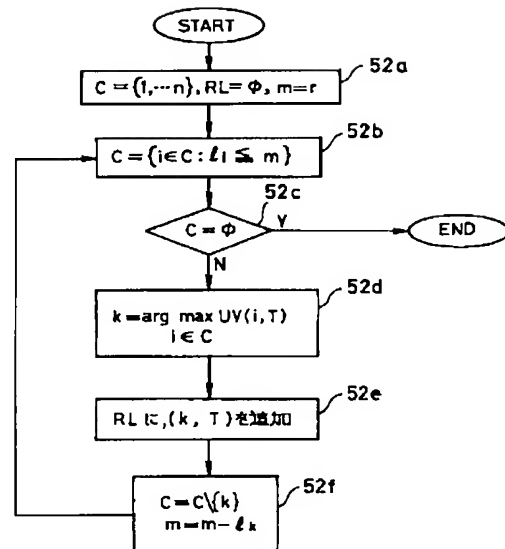 START
C={1,…n}, RL=Φ, m=r
52a
C={i∈C:ℓi≦m}
52b
C=Φ
52c
Y
END
N
k=arg max UV(i,T)
i∈C
52d
RLに,(k, T)を追加
52e
C=C\{k}
m=m-ℓk
52f